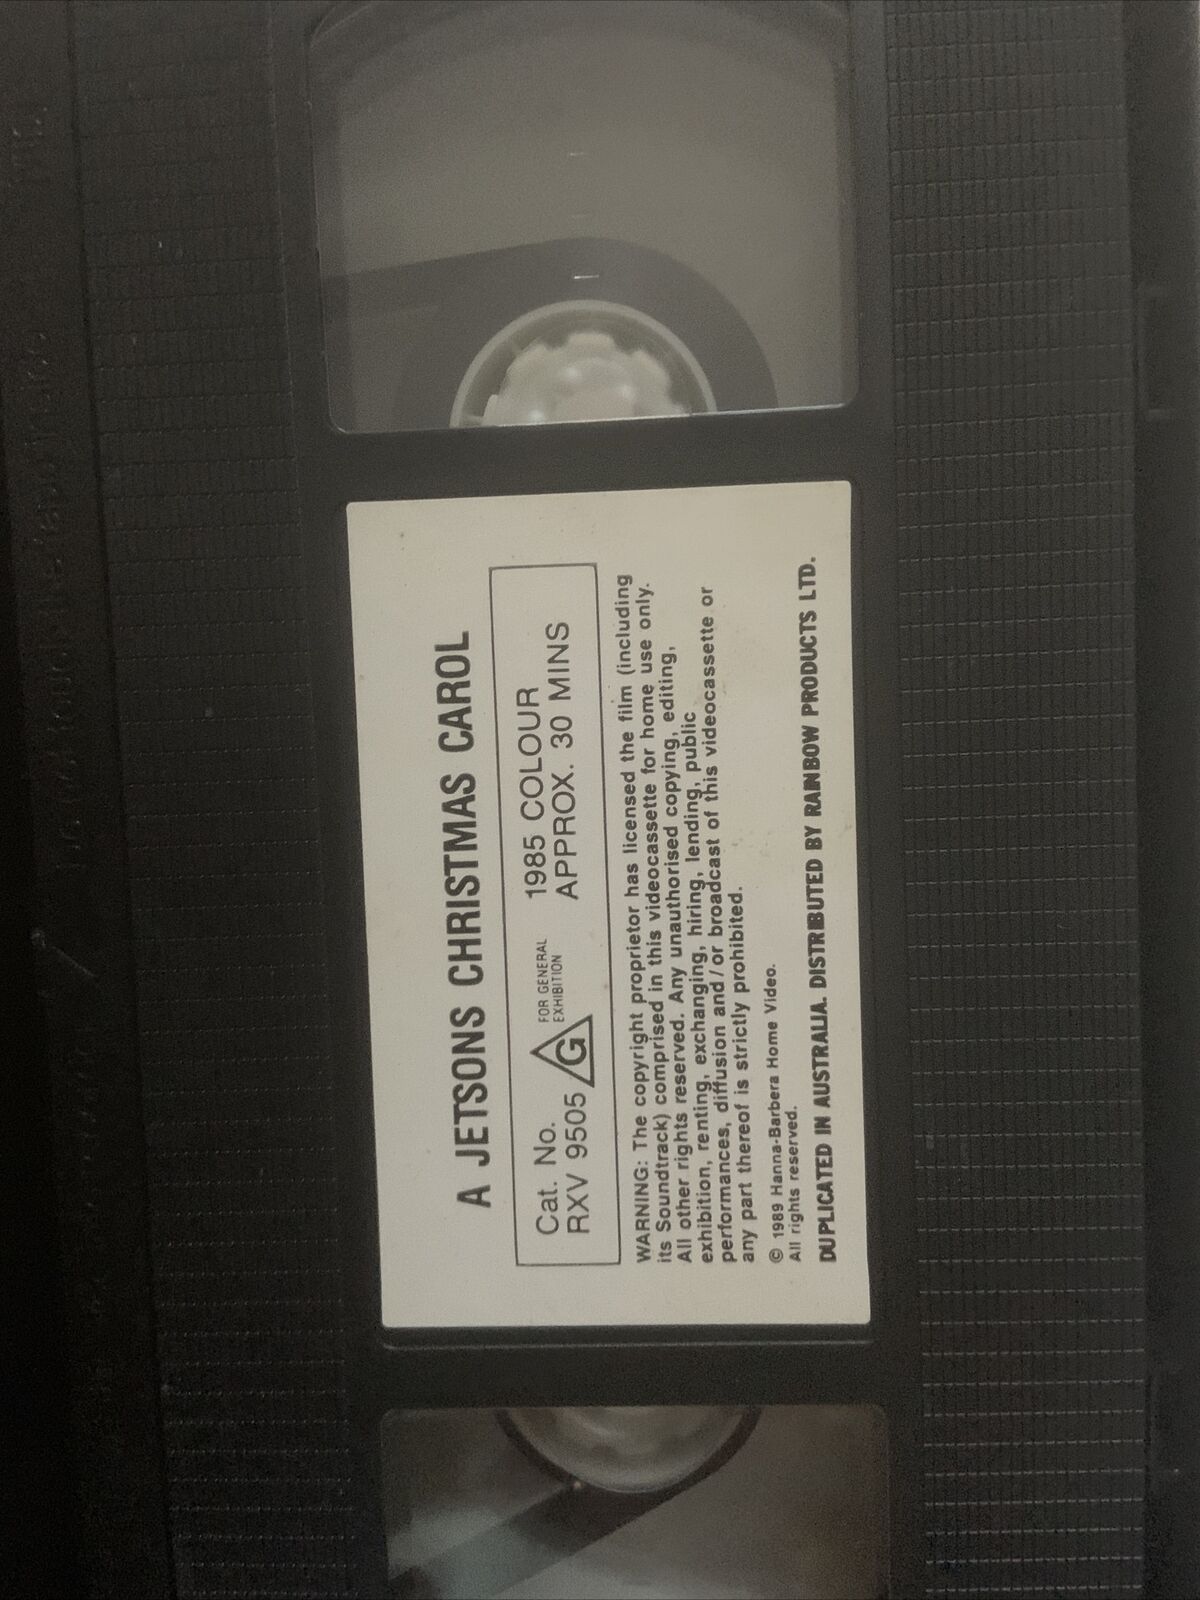 A JETSONS CHRISTMAS CAROL
Cat. No.
RXV 9505
G
FOR GENERAL
EXHIBITION
1985 COLOUR
APPROX. 30 MINS
WARNING: The copyright proprietor has licensed the film (including
its Soundtrack) comprised in this videocassette for home use only.
All other rights reserved. Any unauthorised copying, editing,
exhibition, renting, exchanging, hiring, lending, public
performances, diffusion and/or broadcast of this videocassette or
any part thereof is strictly prohibited.
© 1989 Hanna-Barbera Home Video.
All rights reserved.
DUPLICATED IN AUSTRALIA. DISTRIBUTED BY RAINBOW PRODUCTS LTD.